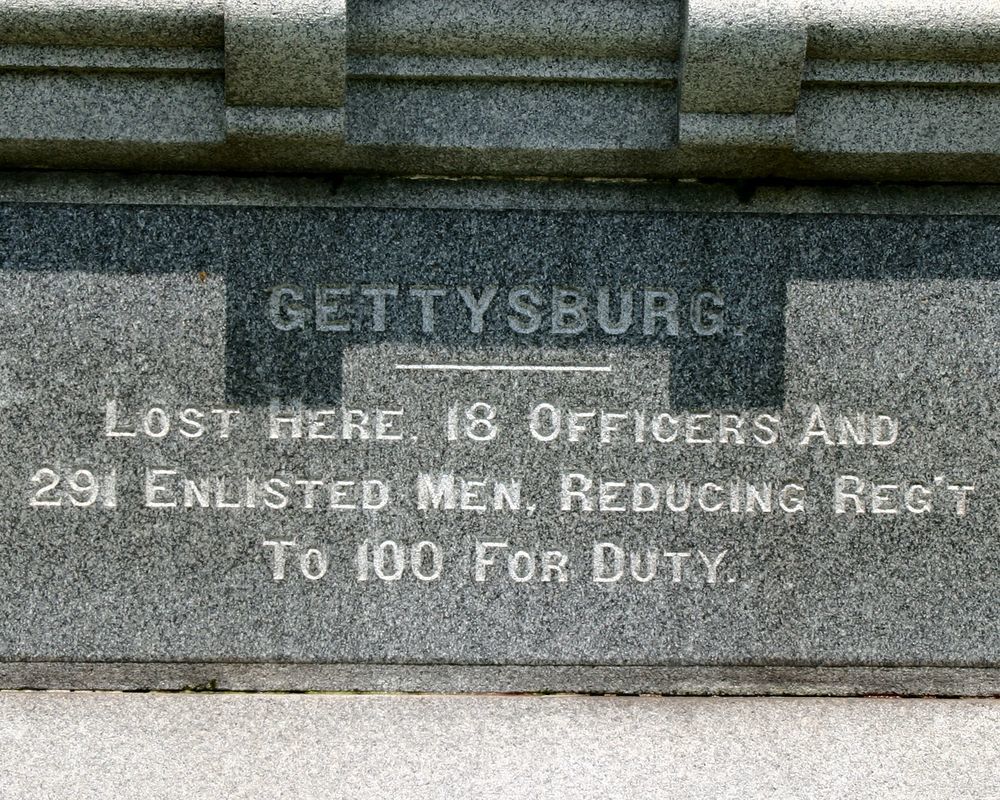 GETTYSBURG.
LOST HERE, 18 OFFICERS AND
291 ENLISTED MEN, REDUCING REG'T
TO 100 FOR DUTY.